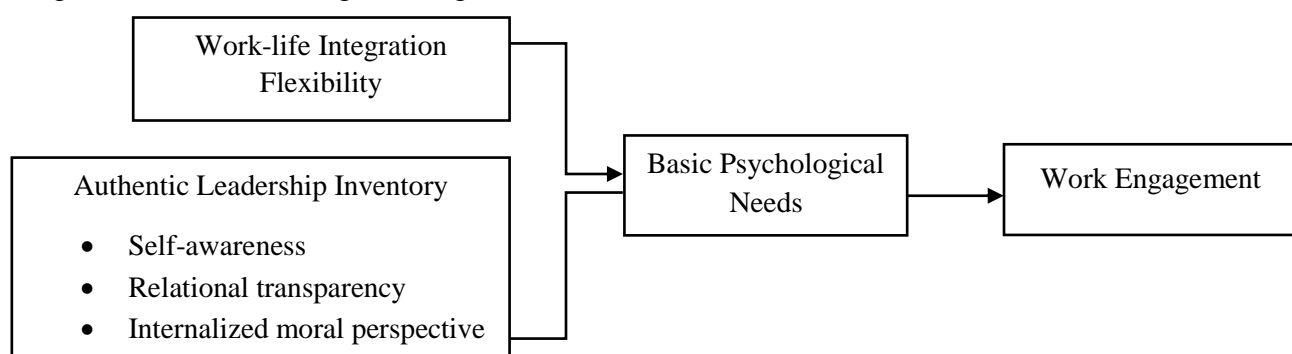 Work-life Integration
Flexibility
Authentic Leadership Inventory
• Self-awareness
• Relational transparency
• Internalized moral perspective
Basic Psychological
Needs
Work Engagement